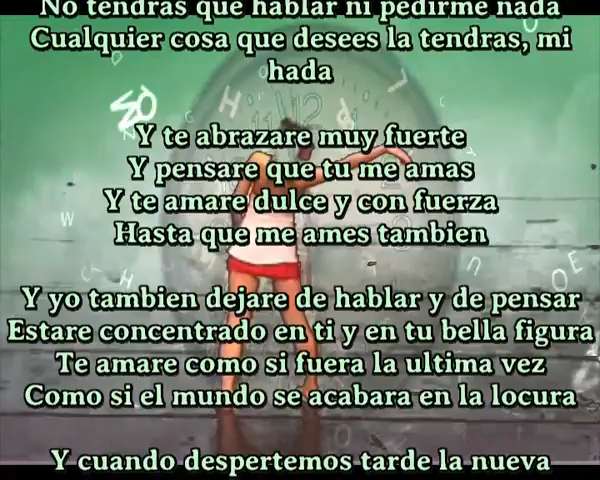 No tendras que hablar ni pedirme nada
Cualquier cosa que desees la tendras, mi
hada
Y te abrazare muy fuerte
Y pensare que tu me amas
Y te amare dulce y con fuerza
Hasta que me ames tambien
Y yo tambien dejare de hablar y de pensar
Estare concentrado en ti y en tu bella figura
Te amare como si fuera la ultima vez
Como si el mundo se acabara en la locura
Y cuando despertemos tarde la nueva